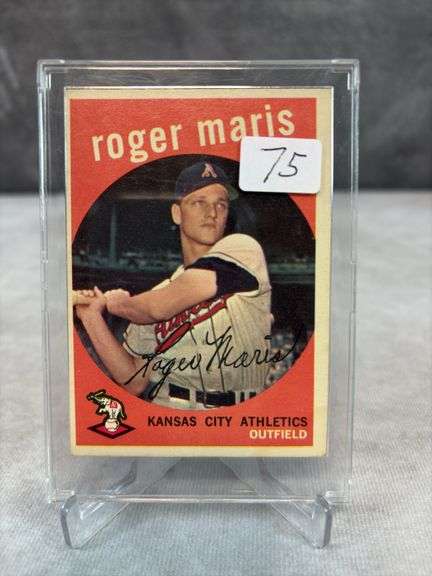 roger maris
75
A
Roger Maris
KANSAS CITY ATHLETICS
OUTFIELD